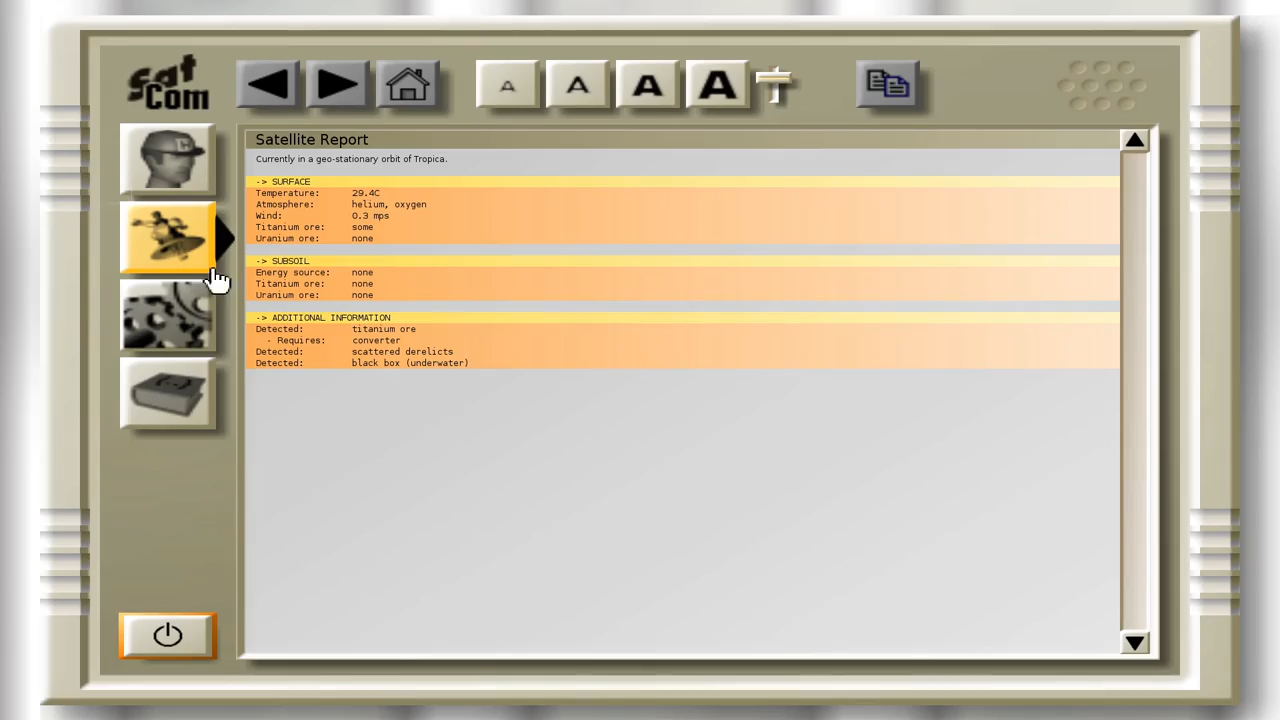 Sat
Com
A A A A
Satellite Report
Currently in a geo-stationary orbit of Tropica.
-> SURFACE
Temperature: 29.4C
Atmosphere: helium, oxygen
Wind: 0.3 mps
Titanium ore: some
Uranium ore: none
-> SUBSOIL
Energy source: none
Titanium ore: none
Uranium ore: none
-> ADDITIONAL INFORMATION
Detected: titanium ore
- Requires: converter
Detected: scattered derelicts
Detected: black box (underwater)